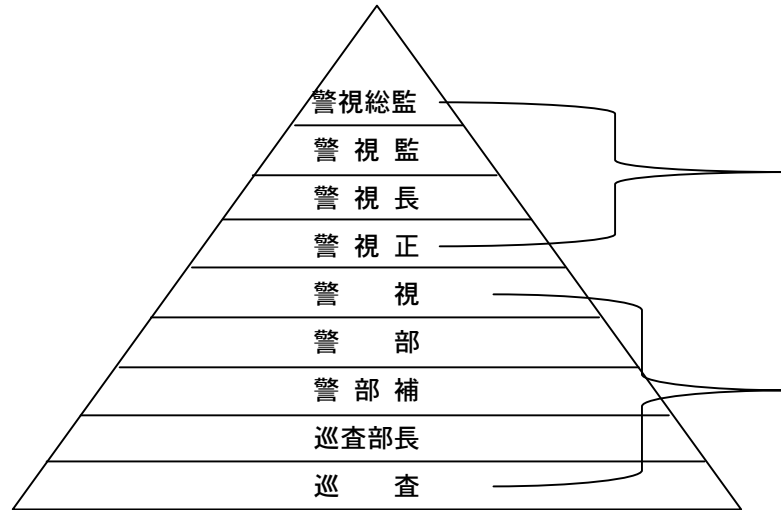 警視総監
警 視 監
警 視 長
警 視 正
警　　視
警　　部
警 部 補
巡査部長
巡　　査